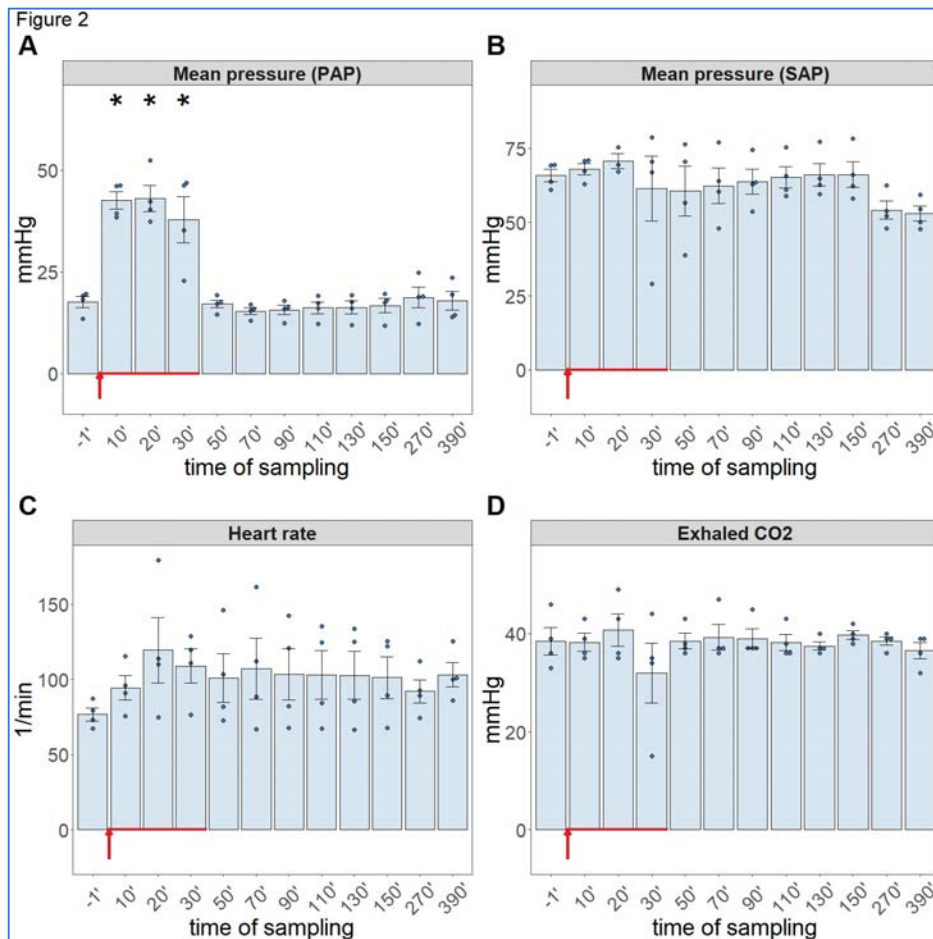 Figure 2
A
Mean pressure (PAP)
* * *
mmHg
50
25
0
-1' 10' 20' 30' 50' 70' 90' 110' 130' 150' 270' 390'
time of sampling
B
Mean pressure (SAP)
mmHg
75
50
25
0
-1' 10' 20' 30' 50' 70' 90' 110' 130' 150' 270' 390'
time of sampling
C
Heart rate
1/min
150
100
50
0
-1' 10' 20' 30' 50' 70' 90' 110' 130' 150' 270' 390'
time of sampling
D
Exhaled CO2
mmHg
40
20
0
-1' 10' 20' 30' 50' 70' 90' 110' 130' 150' 270' 390'
time of sampling